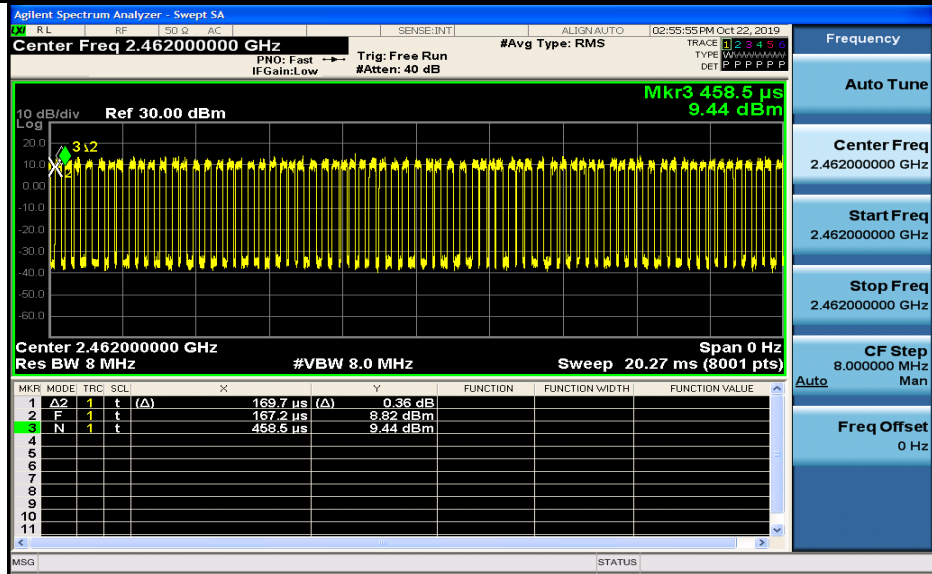 Agilent Spectrum Analyzer - Swept SA
LXI RL RF 50 Ω AC SENSE:INT ALIGN AUTO 02:55:55 PM Oct 22, 2019
Center Freq 2.462000000 GHz
PNO: Fast
IFGain:Low
Trig: Free Run
#Atten: 40 dB
#Avg Type: RMS
TRACE 1 2 3 4 5 6
TYPE WWWWWW
DET P P P P P P
Mkr3 458.5 µs
9.44 dBm
10 dB/div Ref 30.00 dBm
Log
20.0
10.0
0.00
-10.0
-20.0
-30.0
-40.0
-50.0
-60.0
3 2
X
2
Center 2.462000000 GHz Span 0 Hz
Res BW 8 MHz #VBW 8.0 MHz Sweep 20.27 ms (8001 pts)
MKR MODE TRC SCL X Y FUNCTION FUNCTION WIDTH FUNCTION VALUE
1 Δ2 1 t (Δ) 169.7 µs (Δ) 0.36 dB
2 F 1 t 167.2 µs 8.82 dBm
3 N 1 t 458.5 µs 9.44 dBm
4
5
6
7
8
9
10
11
MSG STATUS
Frequency
Auto Tune
Center Freq
2.462000000 GHz
Start Freq
2.462000000 GHz
Stop Freq
2.462000000 GHz
CF Step
8.000000 MHz
Auto Man
Freq Offset
0 Hz